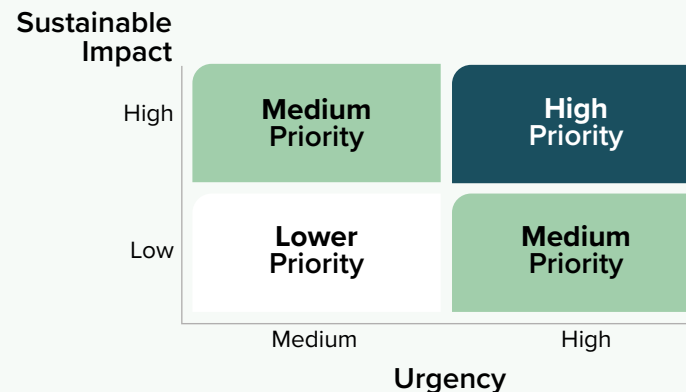 Sustainable
Impact
High
Medium
Priority
High
Priority
Low
Lower
Priority
Medium
Priority
Medium
High
Urgency